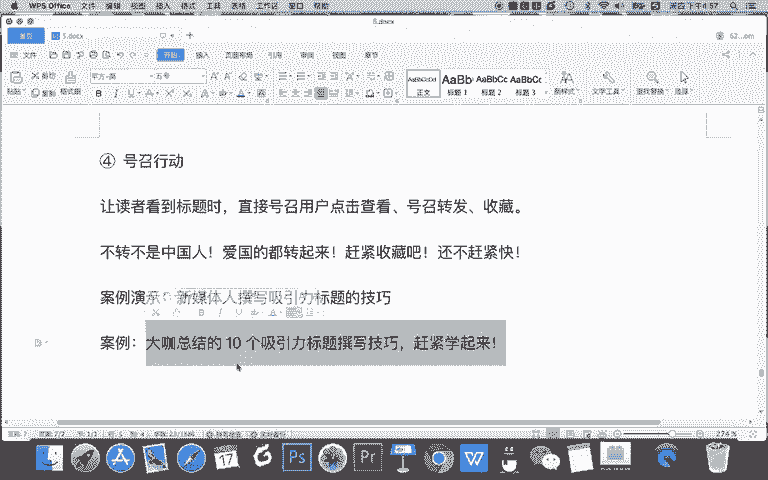 WPS Office 文件 编辑 视图 插入 格式 工具 表格 工作区 窗口 帮助
5.docx
首页 5.docx
文件 开始 插入 页面布局 引用 审阅 视图 章节
粘贴 剪切 复制 格式刷 五号 正文 标题 1 标题 2 标题 3 新样式 文字工具 查找替换 选择
④ 号召行动
让读者看到标题时，直接号召用户点击查看、号召转发、收藏。
不转不是中国人！爱国的都转起来！赶紧收藏吧！还不赶紧快！
案例演示：新媒体人撰写吸引力标题的技巧
案例：大咖总结的 10 个吸引力标题撰写技巧，赶紧学起来！
17 Ps Pr W